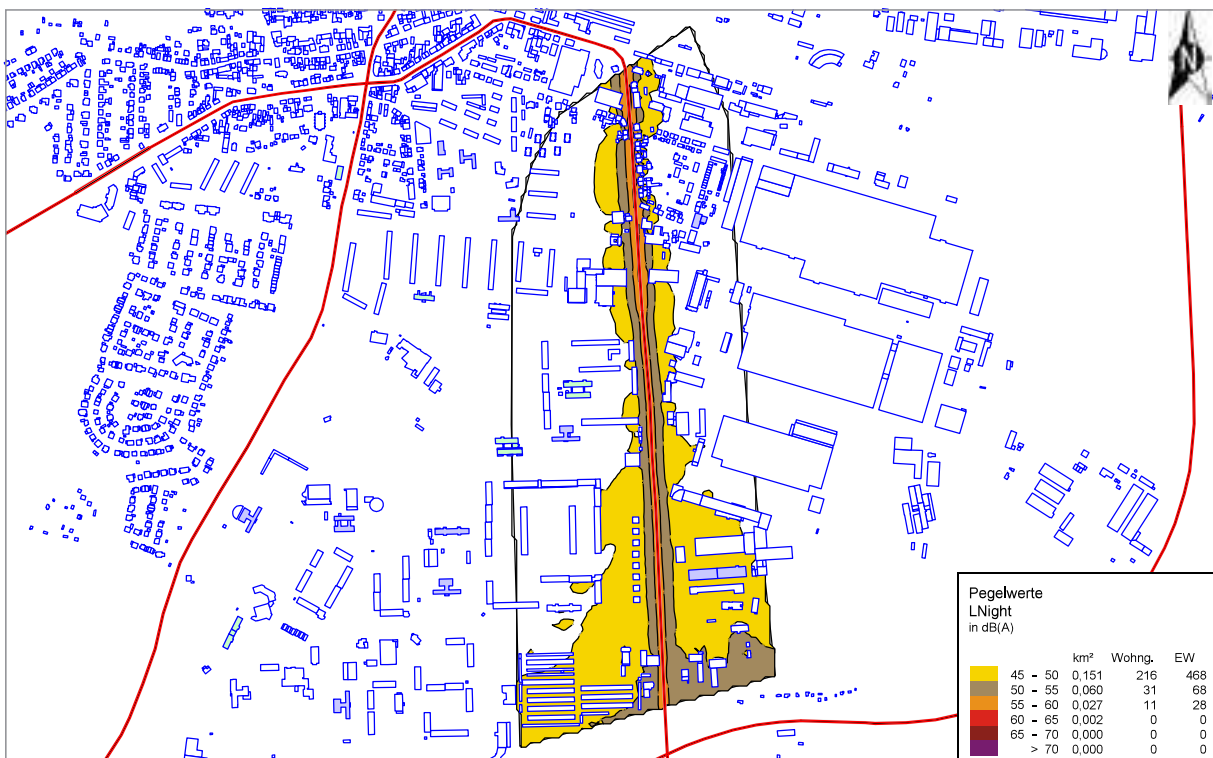 N
Pegelwerte
LNight
in dB(A)
km² Wohng. EW
45 - 50 0,151 216 468
50 - 55 0,060 31 68
55 - 60 0,027 11 28
60 - 65 0,002 0 0
65 - 70 0,000 0 0
> 70 0,000 0 0